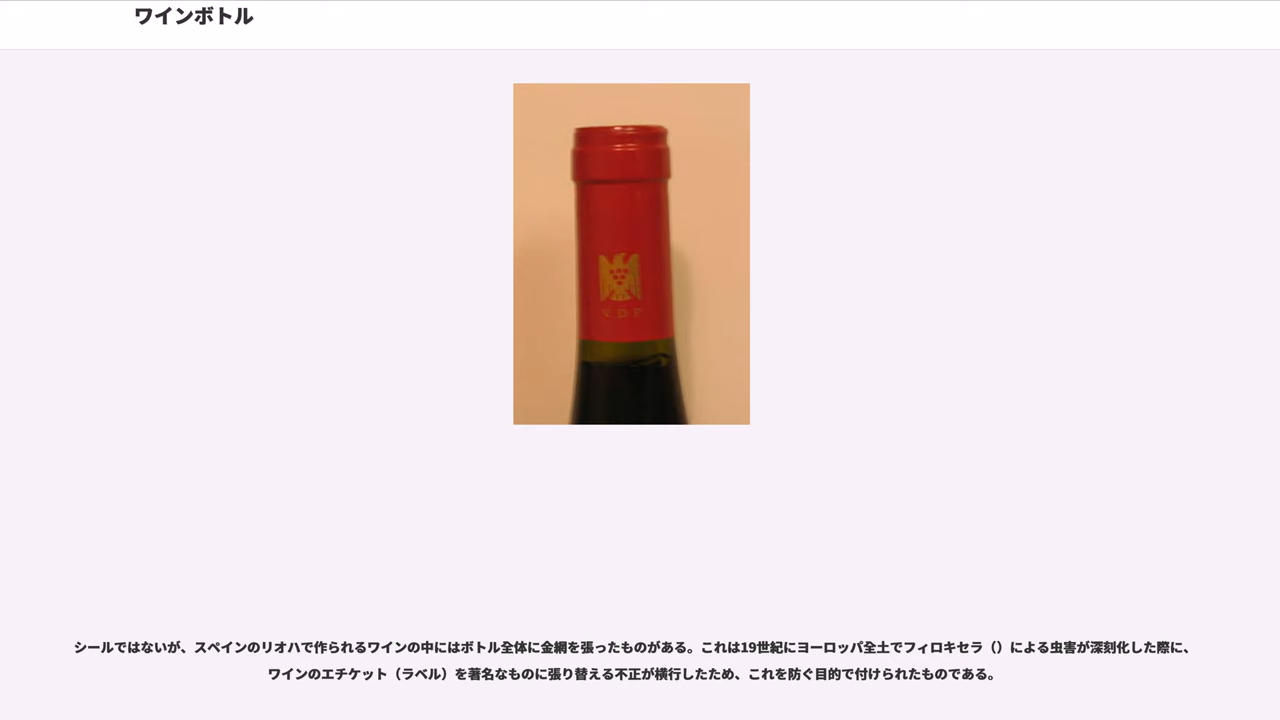 ワインボトル
V D P
シールではないが、スペインのリオハで作られるワインの中にはボトル全体に金網を張ったものがある。これは19世紀にヨーロッパ全土でフィロキセラ（）による虫害が深刻化した際に、
ワインのエチケット（ラベル）を著名なものに張り替える不正が横行したため、これを防ぐ目的で付けられたものである。